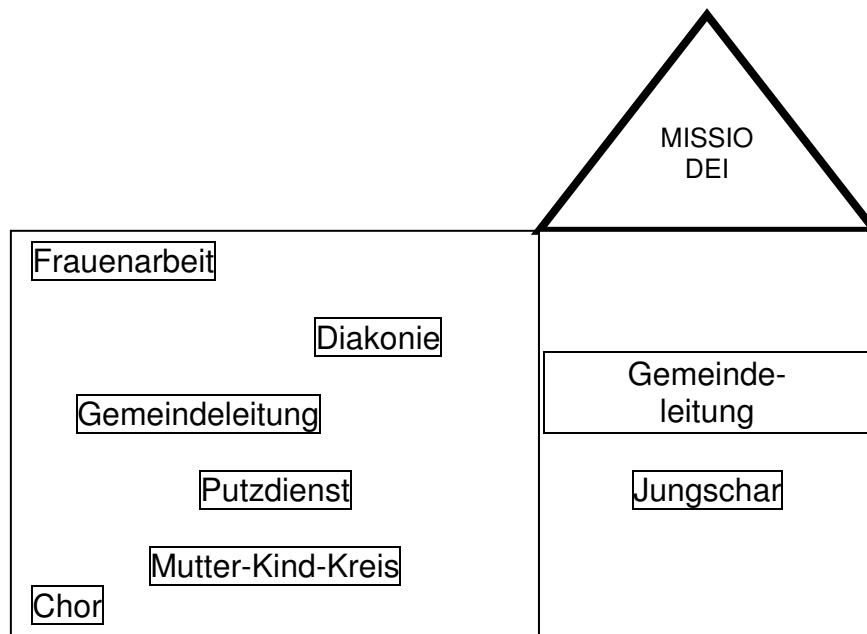 MISSIO
DEI
Frauenarbeit
Diakonie
Gemeinde-
leitung
Gemeindeleitung
Putzdienst
Jungschar
Mutter-Kind-Kreis
Chor